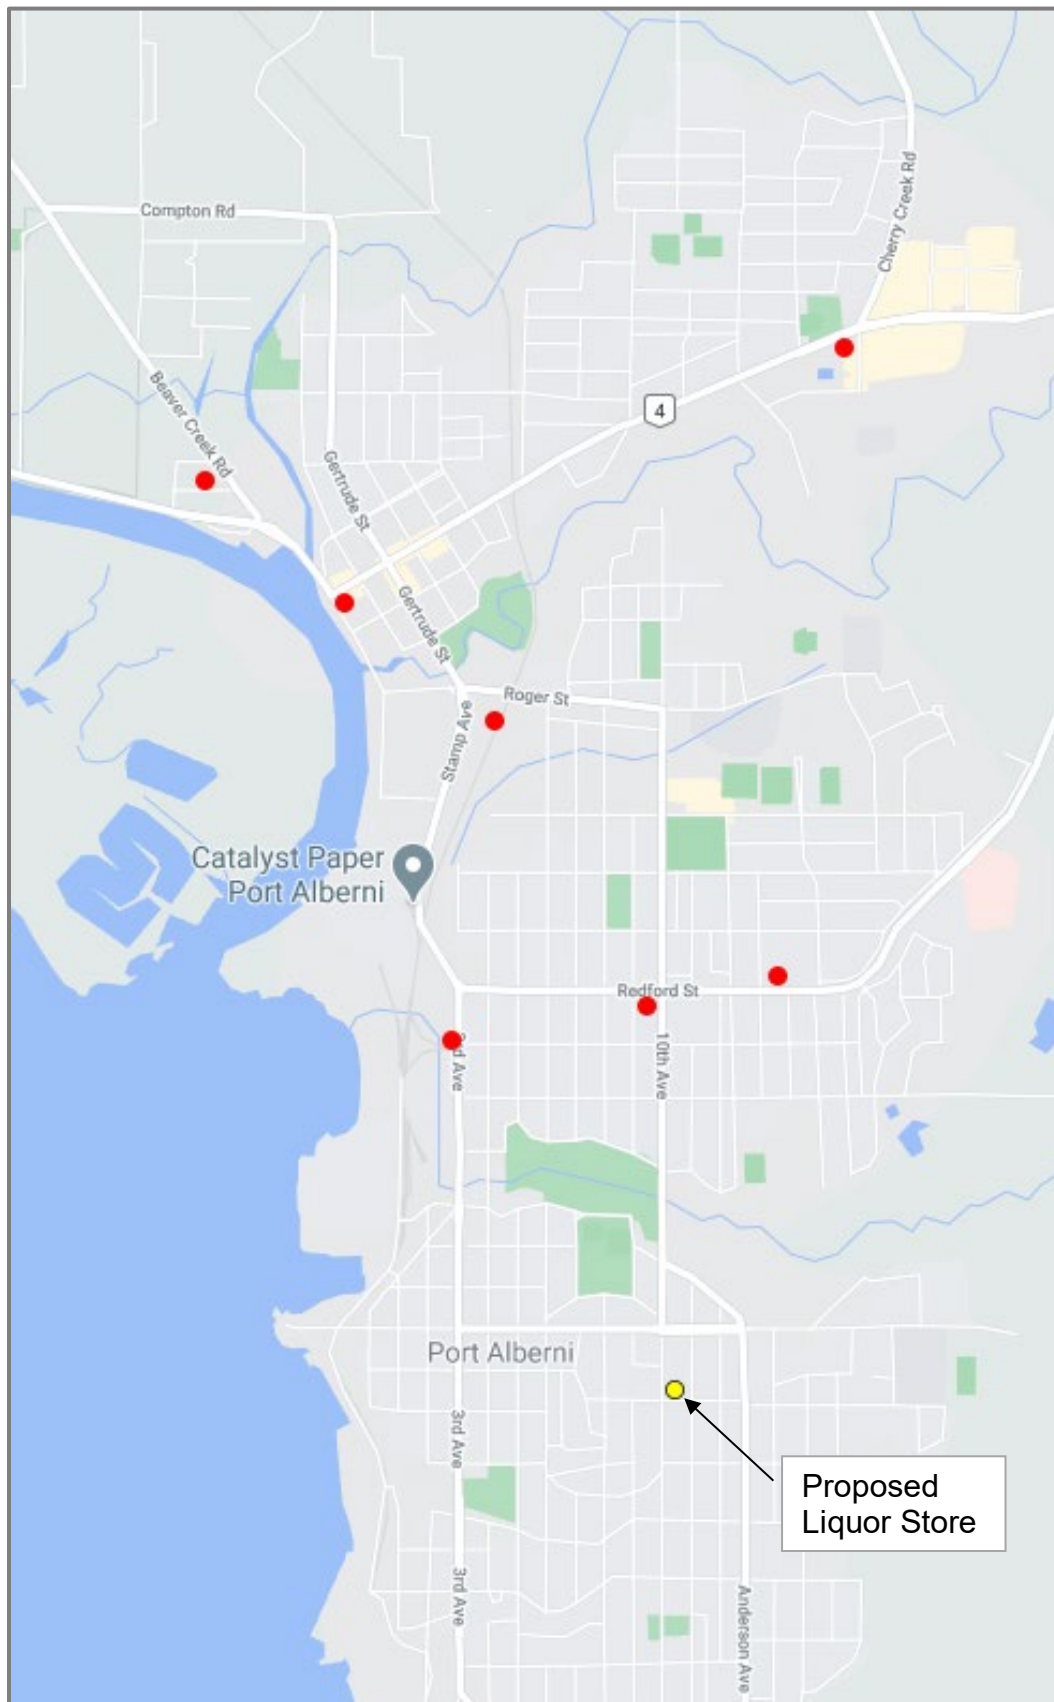 Compton Rd
Cherry Creek Rd
Beaver Creek Rd
4
Gertrude St
Gertrude St
Roger St
Stamp Ave
Catalyst Paper
Port Alberni
Redford St
3rd Ave
10th Ave
Port Alberni
3rd Ave
Proposed
Liquor Store
3rd Ave
Anderson Ave